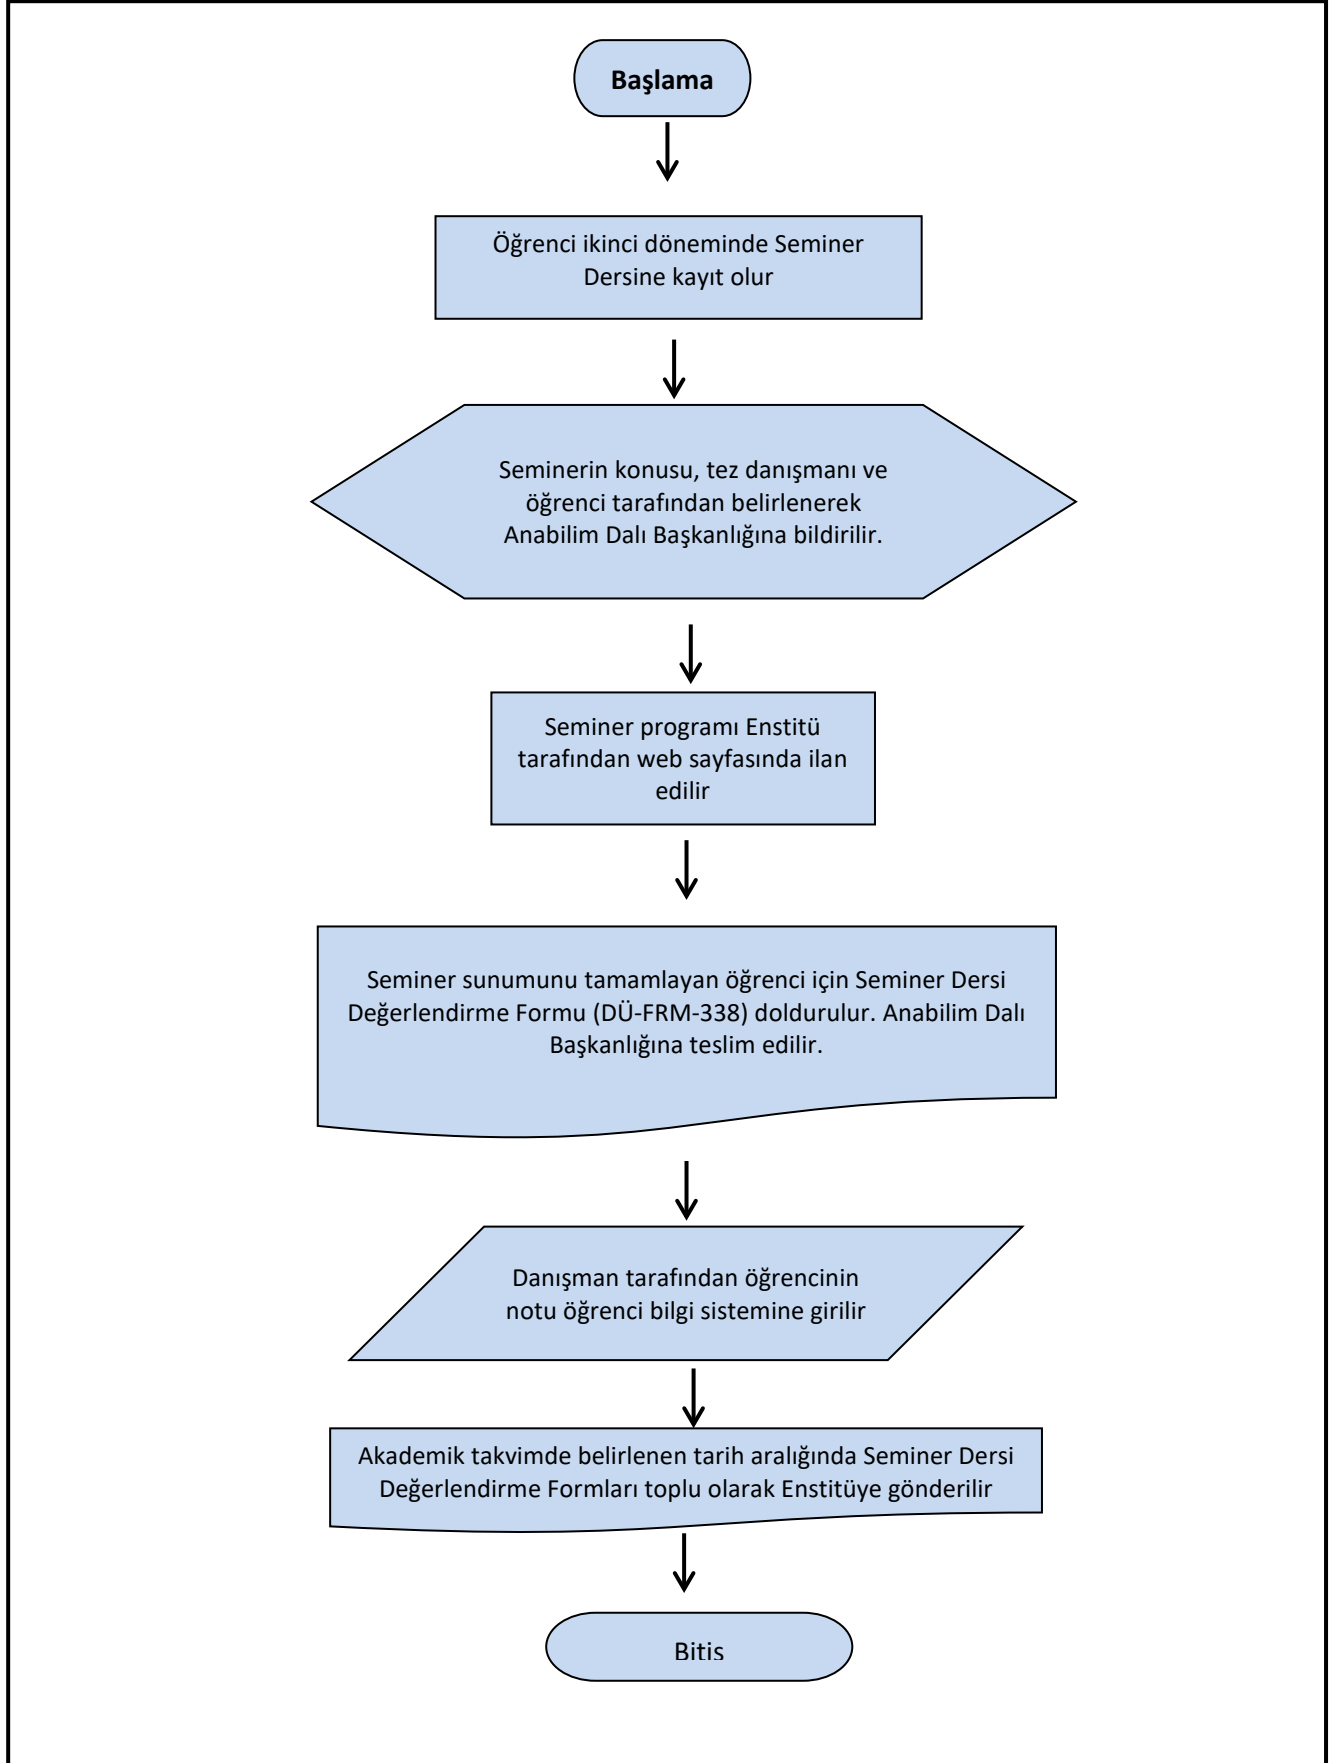 Başlama
Öğrenci ikinci döneminde Seminer
Dersine kayıt olur
Seminerin konusu, tez danışmanı ve
öğrenci tarafından belirlenerek
Anabilim Dalı Başkanlığına bildirilir.
Seminer programı Enstitü
tarafından web sayfasında ilan
edilir
Seminer sunumunu tamamlayan öğrenci için Seminer Dersi
Değerlendirme Formu (DÜ-FRM-338) doldurulur. Anabilim Dalı
Başkanlığına teslim edilir.
Danışman tarafından öğrencinin
notu öğrenci bilgi sistemine girilir
Akademik takvimde belirlenen tarih aralığında Seminer Dersi
Değerlendirme Formları toplu olarak Enstitüye gönderilir
Bitis